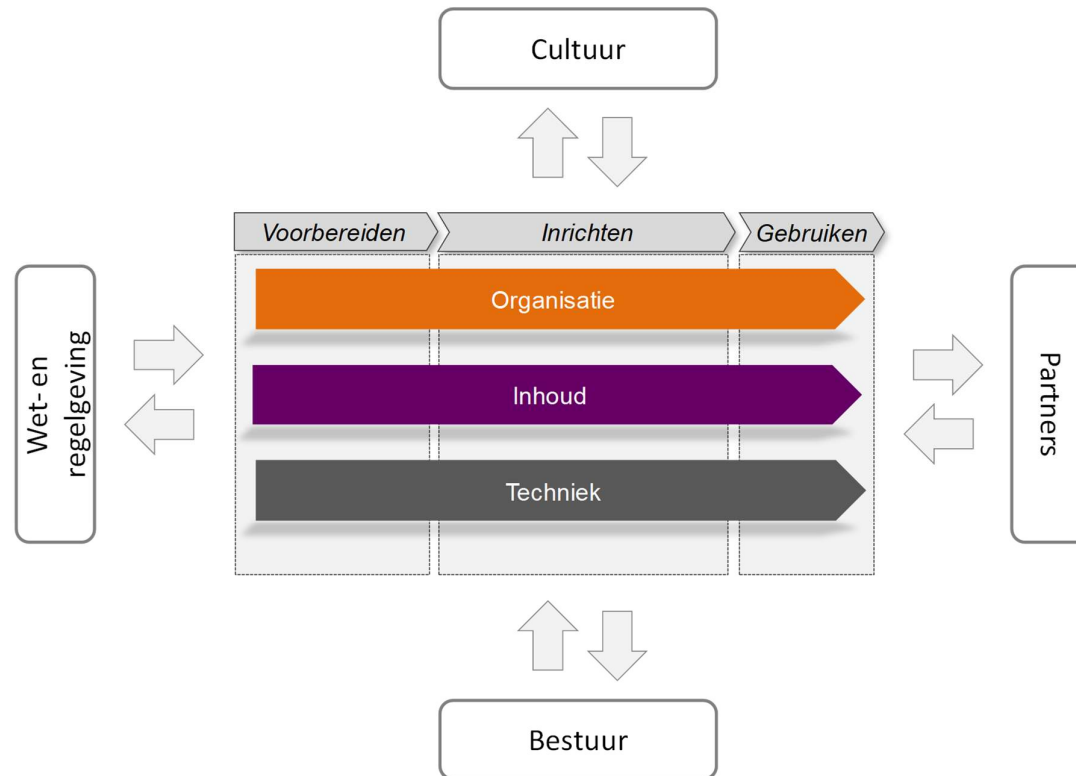 Cultuur
Voorbereiden
Inrichten
Gebruiken
Organisatie
Wet- en
regelgeving
Inhoud
Partners
Techniek
Bestuur